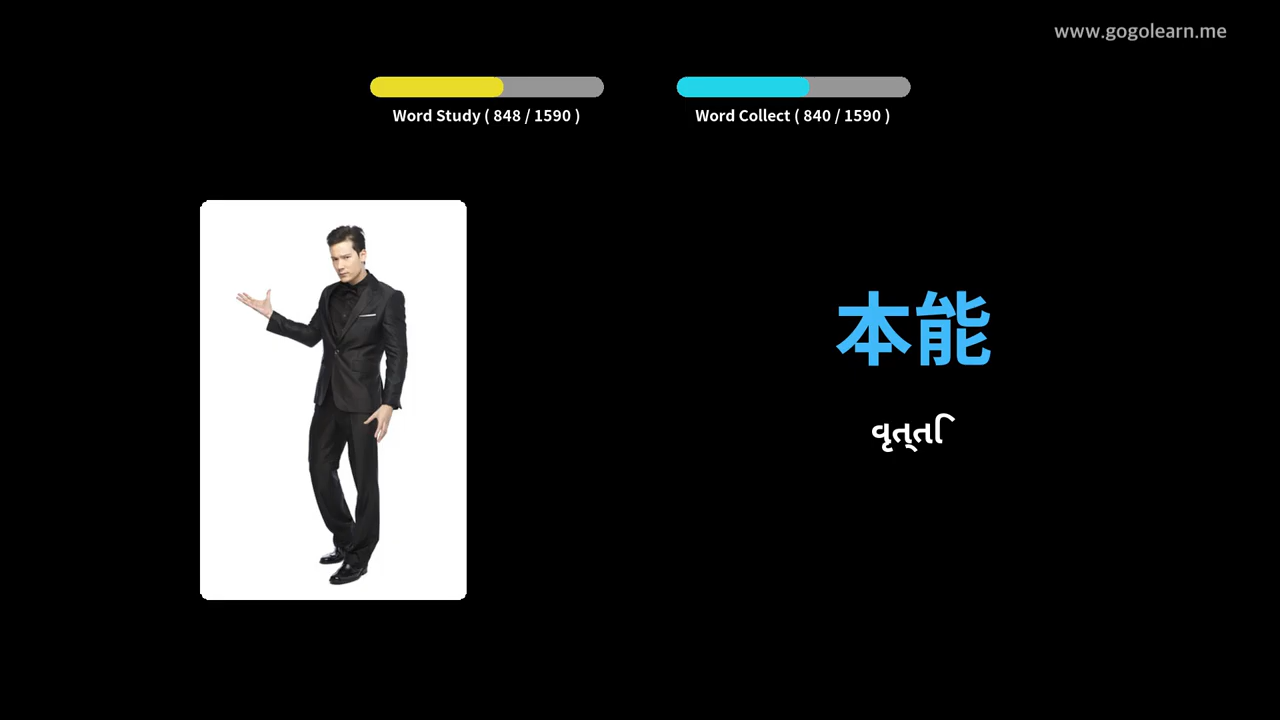 www.gogolearn.me
Word Study ( 848 / 1590 )
Word Collect ( 840 / 1590 )
本能
વૃત્તિ